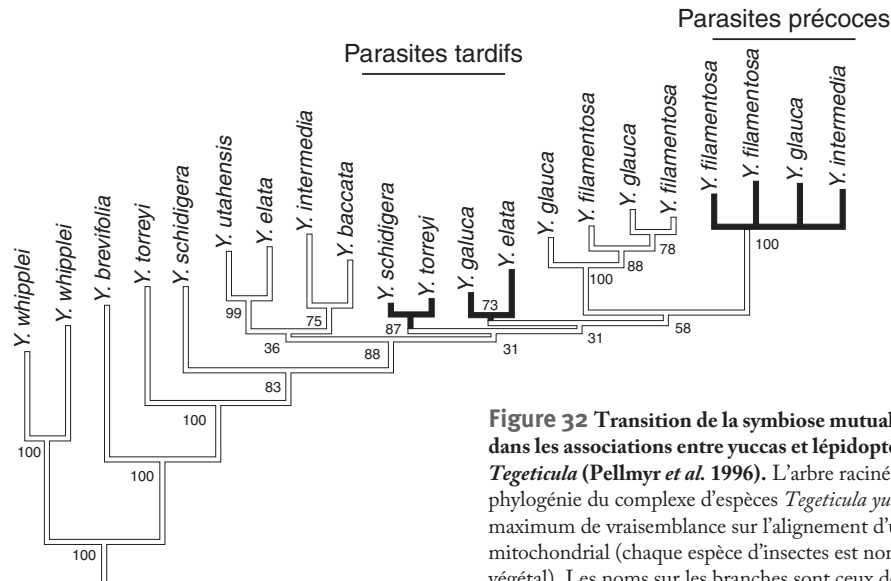 Parasites précoces
Parasites tardifs
Y. whipplei
Y. whipplei
Y. brevifolia
Y. torreyi
Y. schidigera
Y. utahensis
Y. elata
Y. intermedia
Y. baccata
Y. schidigera
Y. torreyi
Y. galuca
Y. elata
Y. glauca
Y. filamentosa
Y. glauca
Y. filamentosa
Y. filamentosa
Y. filamentosa
Y. glauca
Y. intermedia
100
78
88
100
99
75
87
73
58
36
88
31
31
83
100
100
100
100
Figure 32 Transition de la symbiose mutual
dans les associations entre yuccas et lépidopt
Tegeticula (Pellmyr et al. 1996). L'arbre raciné
phylogénie du complexe d'espèces Tegeticula yu
maximum de vraisemblance sur l'alignement d'u
mitochondrial (chaque espèce d'insectes est nor
végétal). Les noms sur les branches sont ceux de